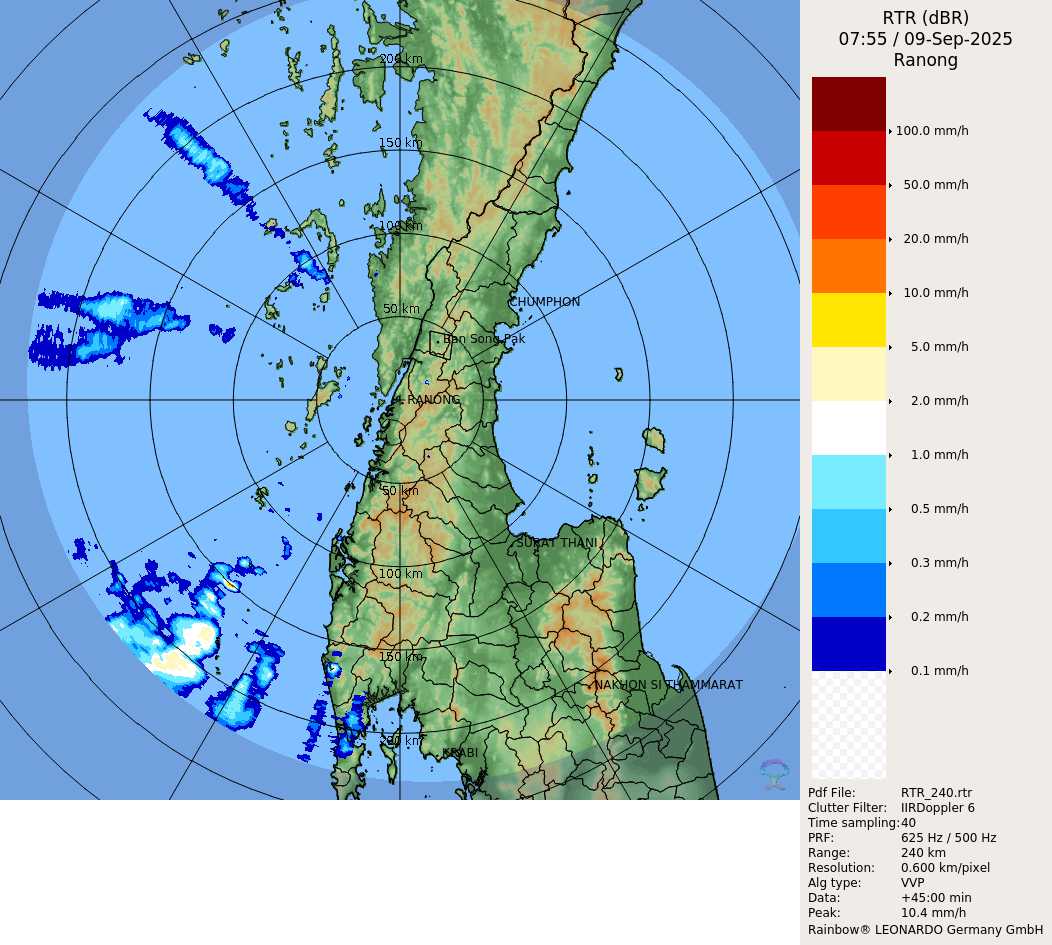 RTR (dBR)
07:55 / 09-Sep-2025
Ranong
200 km
150 km
100 km
50 km
CHUMPHON
Ban Song Pak
RANONG
50 km
SURAT THANI
100 km
150 km
NAKHON SI THAMMARAT
200 km
KRABI
100.0 mm/h
50.0 mm/h
20.0 mm/h
10.0 mm/h
5.0 mm/h
2.0 mm/h
1.0 mm/h
0.5 mm/h
0.3 mm/h
0.2 mm/h
0.1 mm/h
Pdf File: RTR_240.rtr
Clutter Filter: IIRDoppler 6
Time sampling: 40
PRF: 625 Hz / 500 Hz
Range: 240 km
Resolution: 0.600 km/pixel
Alg type: VVP
Data: +45:00 min
Peak: 10.4 mm/h
Rainbow® LEONARDO Germany GmbH